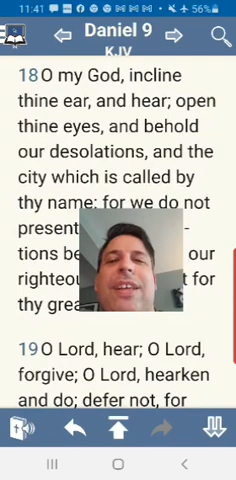 11:41
56%
Daniel 9
KJV
18 O my God, incline
thine ear, and hear; open
thine eyes, and behold
our desolations, and the
city which is called by
thy name: for we do not
present
tions be our
righteou t for
thy grea
19 O Lord, hear; O Lord,
forgive; O Lord, hearken
and do; defer not, for